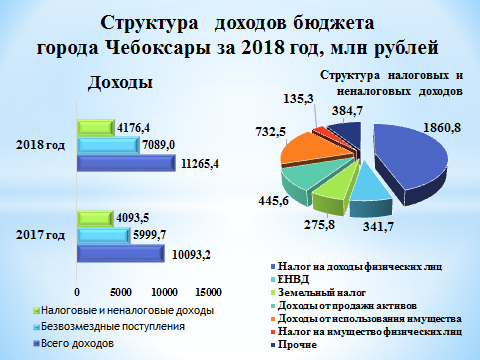 Структура доходов бюджета
города Чебоксары за 2018 год, млн рублей
Доходы
2018 год
4176,4
7089,0
11265,4
2017 год
4093,5
5999,7
10093,2
0 5000 10000 15000
Налоговые и неналоговые доходы
Безвозмездные поступления
Всего доходов
Структура налоговых и
неналоговых доходов
384,7
135,3
1860,8
732,5
445,6
275,8
341,7
Налог на доходы физических лиц
ЕНВД
Земельный налог
Доходы от продажи активов
Доходы от использования имущества
Налог на имущество физических лиц
Прочие